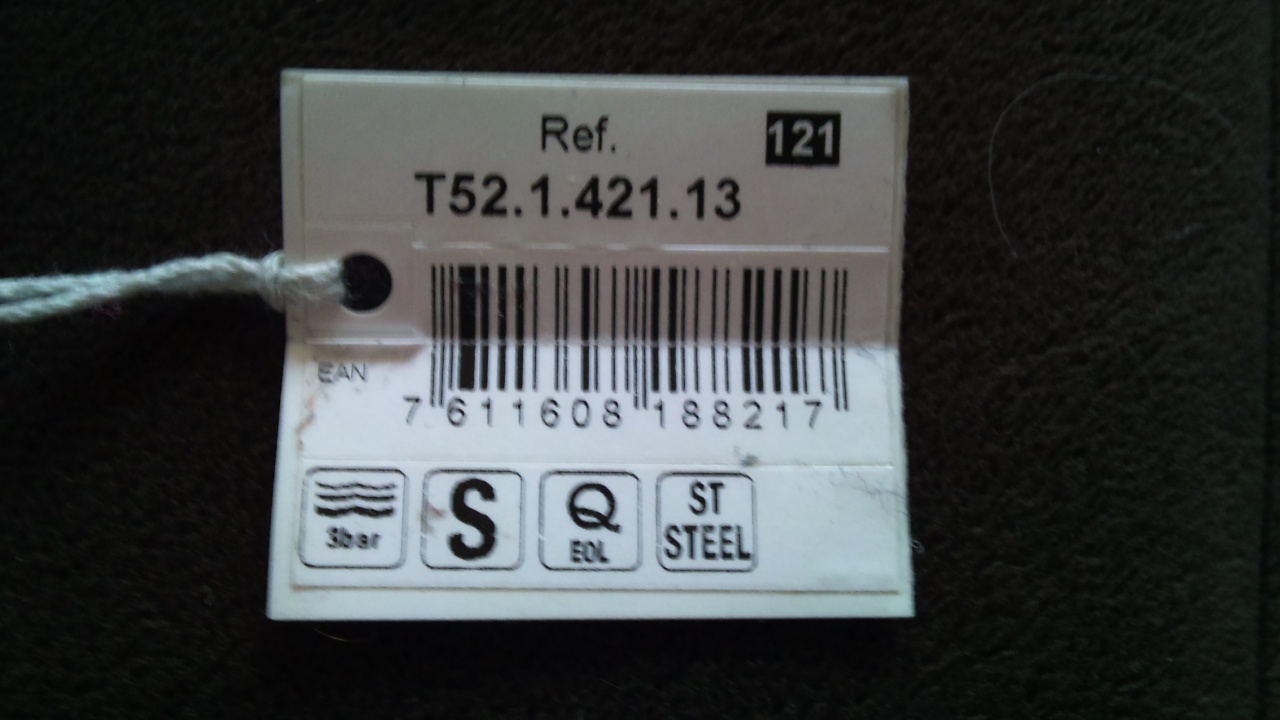 Ref.
121
T52.1.421.13
EAN
7 611608 188217
3bar
S
Q
EOL
ST
STEEL